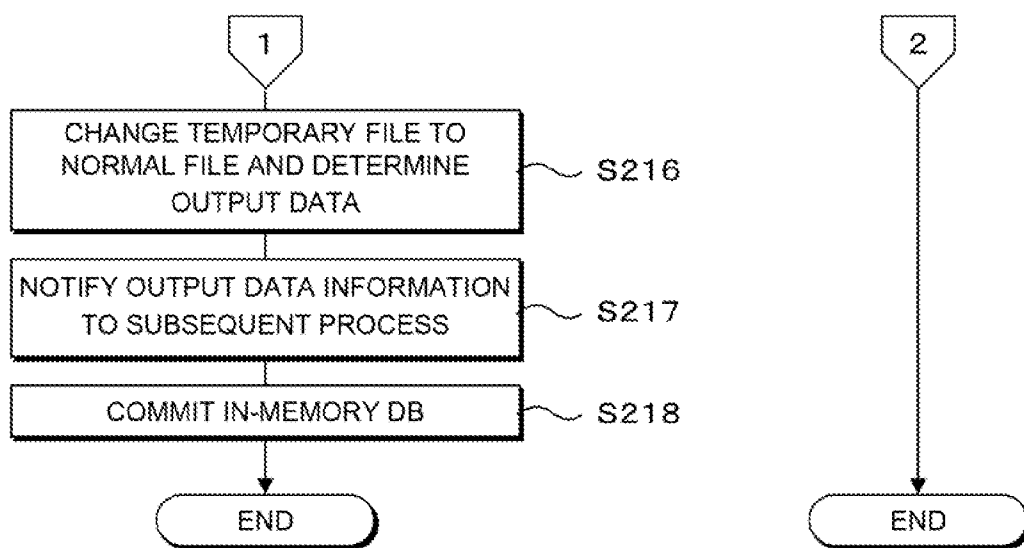 1
CHANGE TEMPORARY FILE TO
NORMAL FILE AND DETERMINE
OUTPUT DATA
S216
NOTIFY OUTPUT DATA INFORMATION
TO SUBSEQUENT PROCESS
S217
COMMIT IN-MEMORY DB
S218
END
2
END